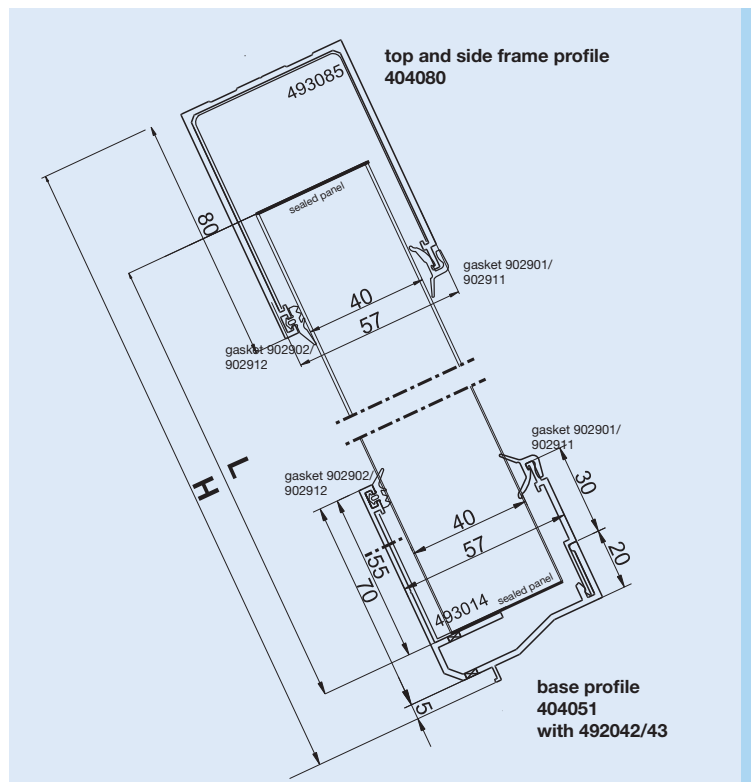 top and side frame profile
404080
493085
sealed panel
80
gasket 902901/
902911
40
57
gasket 902902/
902912
gasket 902901/
902911
gasket 902902/
902912
L
H
30
40
57
20
55
70
493014
sealed panel
5
base profile
404051
with 492042/43